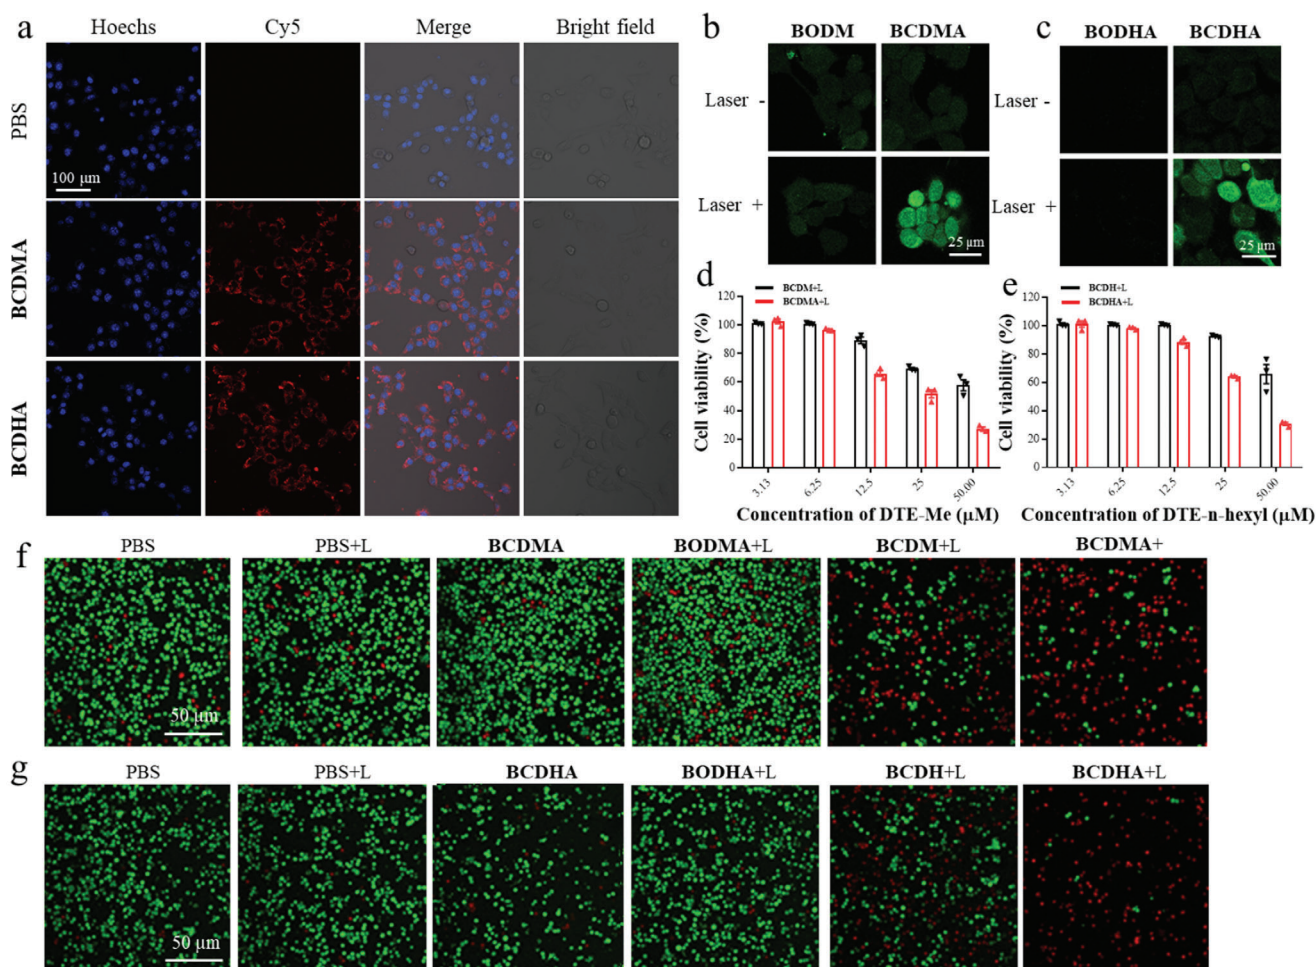 a
Hoechs Cy5 Merge Bright field
PBS
100 μm
BCDMA
BCDHA
b
BODM BCDMA
Laser -
Laser +
25 μm
c
BODHA BCDHA
Laser -
Laser +
25 μm
d
BCDM+L
BCDMA+L
Cell viability (%)
120
100
80
60
40
20
0
3.13 6.25 12.5 25 50.00
Concentration of DTE-Me (μM)
e
BCDH+L
BCDHA+L
Cell viability (%)
120
100
80
60
40
20
0
3.13 6.25 12.5 25 50.00
Concentration of DTE-n-hexyl (μM)
f
PBS PBS+L BCDMA BODMA+L BCDM+L BCDMA+
50 μm
g
PBS PBS+L BCDHA BODHA+L BCDH+L BCDHA+L
50 μm